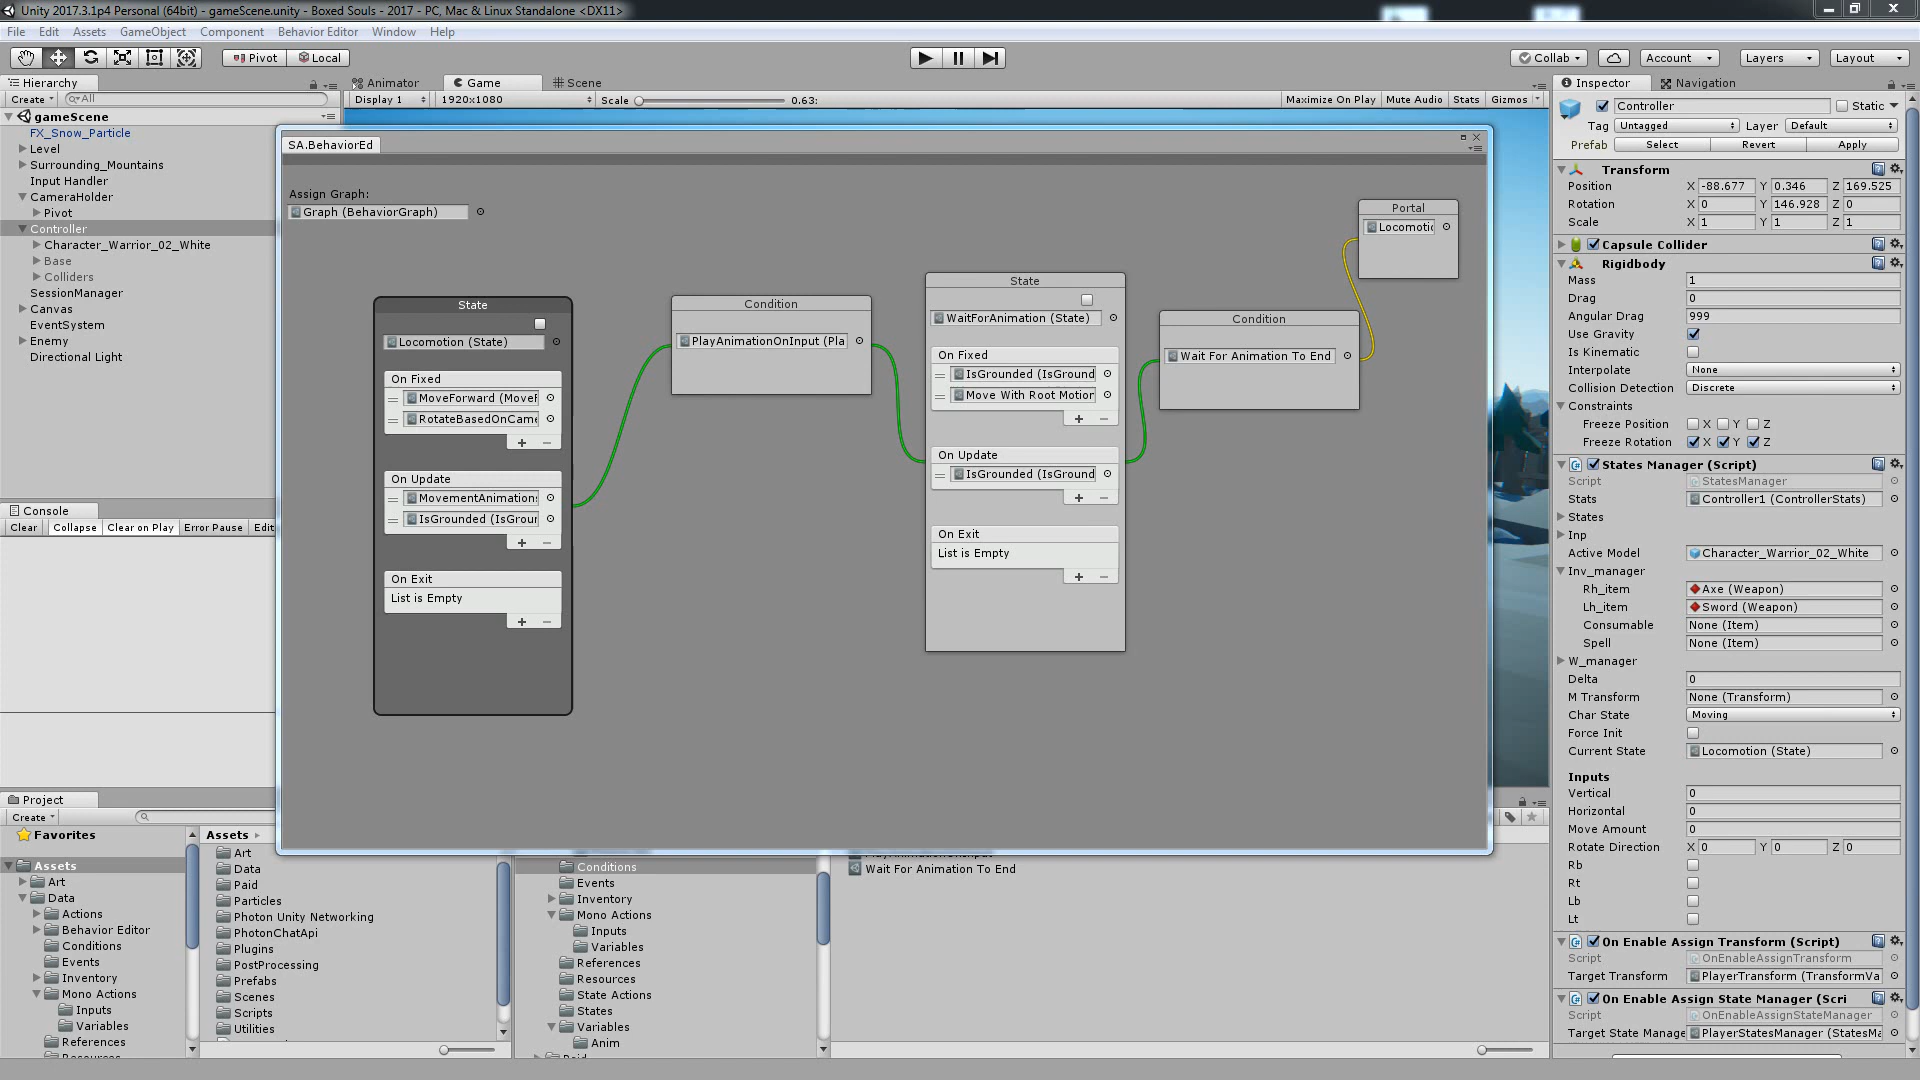 Unity 2017.3.1p4 Personal (64bit) - gameScene.unity - Boxed Souls - 2017 - PC, Mac & Linux Standalone <DX11>
File Edit Assets GameObject Component Behavior Editor Window Help
Pivot Local Collab Account Layers Layout
Hierarchy
Create All
gameScene
FX_Snow_Particle
Level
Surrounding_Mountains
Input Handler
CameraHolder
Pivot
Controller
Character_Warrior_02_White
Base
Colliders
SessionManager
Canvas
EventSystem
Enemy
Directional Light
Console
Clear Collapse Clear on Play Error Pause Edit
Animator Game Scene
Display 1 1920x1080 Scale 0.63: Maximize On Play Mute Audio Stats Gizmos
SA.BehaviorEd
Assign Graph:
Graph (BehaviorGraph)
State
Locomotion (State)
On Fixed
MoveForward (MoveF
RotateBasedOnCame
On Update
MovementAnimations
IsGrounded (IsGroun
On Exit
List is Empty
Condition
PlayAnimationOnInput (Pla
State
WaitForAnimation (State)
On Fixed
IsGrounded (IsGround
Move With Root Motion
On Update
IsGrounded (IsGround
On Exit
List is Empty
Condition
Wait For Animation To End
Portal
Locomotic
Project
Create
Favorites
Assets
Art
Data
Actions
Behavior Editor
Conditions
Events
Inventory
Mono Actions
Inputs
Variables
References
Assets
Art
Data
Paid
Particles
Photon Unity Networking
PhotonChatApi
Plugins
PostProcessing
Prefabs
Scenes
Scripts
Utilities
Conditions
Events
Inventory
Mono Actions
Inputs
Variables
References
Resources
State Actions
States
Variables
Anim
Wait For Animation To End
Inspector Navigation
Controller Static
Tag Untagged Layer Default
Prefab Select Revert Apply
Transform
Position X -88.677 Y 0.346 Z 169.525
Rotation X 0 Y 146.928 Z 0
Scale X 1 Y 1 Z 1
Capsule Collider
Rigidbody
Mass 1
Drag 0
Angular Drag 999
Use Gravity
Is Kinematic
Interpolate None
Collision Detection Discrete
Constraints
Freeze Position X Y Z
Freeze Rotation X Y Z
States Manager (Script)
Script StatesManager
Stats Controller1 (ControllerStats)
States
Inp
Active Model Character_Warrior_02_White
Inv_manager
Rh_item Axe (Weapon)
Lh_item Sword (Weapon)
Consumable None (Item)
Spell None (Item)
W_manager
Delta 0
M Transform None (Transform)
Char State Moving
Force Init
Current State Locomotion (State)
Inputs
Vertical 0
Horizontal 0
Move Amount 0
Rotate Direction X 0 Y 0 Z 0
Rb
Rt
Lb
Lt
On Enable Assign Transform (Script)
Script OnEnableAssignTransform
Target Transform PlayerTransform (TransformVa
On Enable Assign State Manager (Scri
Script OnEnableAssignStateManager
Target State Manage PlayerStatesManager (StatesMa